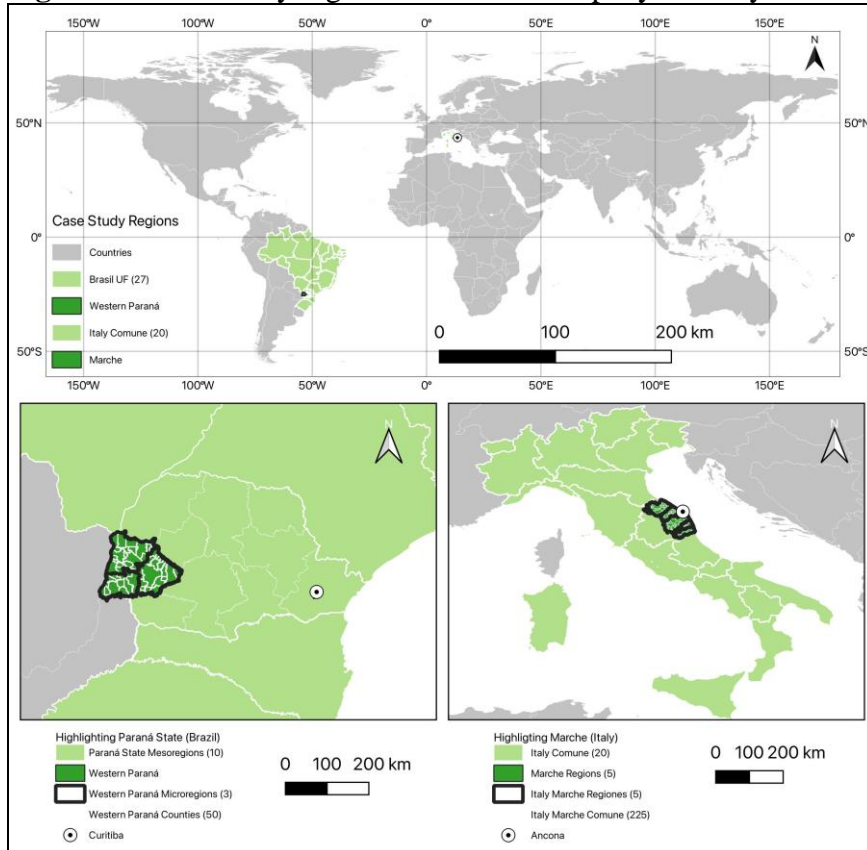 150°W 100°W 50°W 0° 50°E 100°E 150°E
N
50°N 50°N
Case Study Regions
0° 0°
Countries
Brasil UF (27)
Western Paraná
Italy Comune (20)
Marche
0 100 200 km
50°S 50°S
150°W 100°W 50°W 0° 50°E 100°E 150°E
N
N
Highlighting Paraná State (Brazil)
Paraná State Mesoregions (10)
Western Paraná
Western Paraná Microregions (3)
Western Paraná Counties (50)
Curitiba
0 100 200 km
Highligting Marche (Italy)
Italy Comune (20)
Marche Regions (5)
Italy Marche Regiones (5)
Italy Marche Comune (225)
Ancona
0 100 200 km